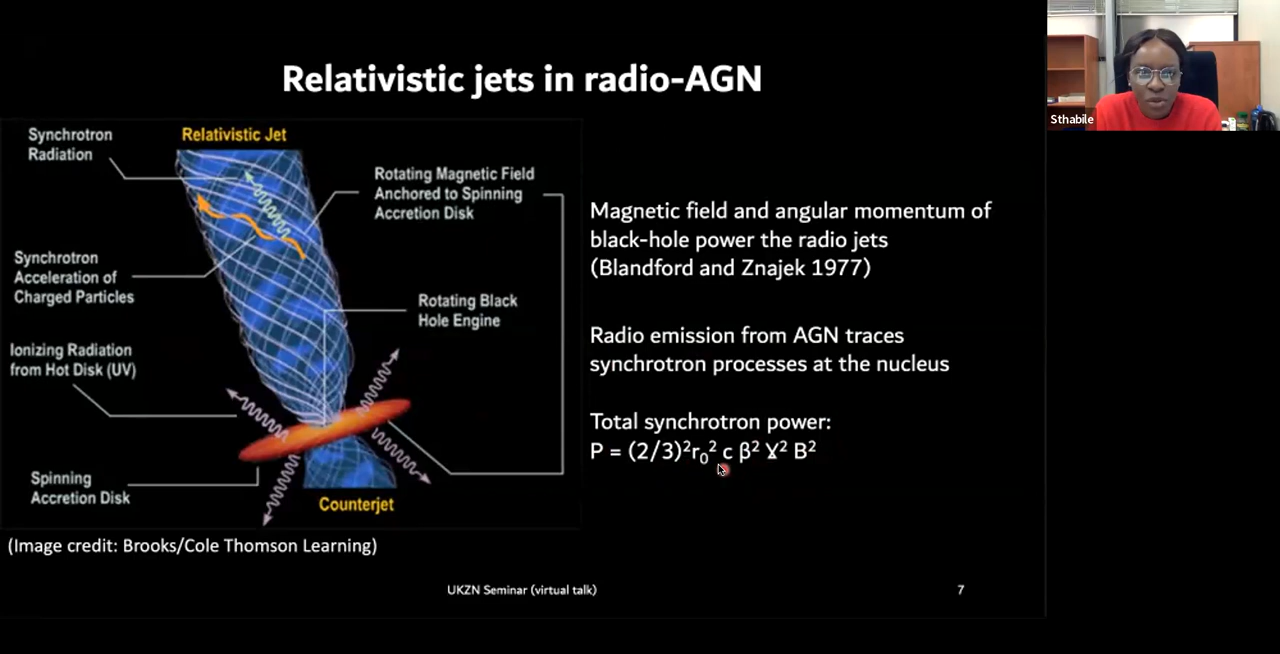 Relativistic jets in radio-AGN
Sthabile
Synchrotron
Radiation
Relativistic Jet
Rotating Magnetic Field
Anchored to Spinning
Accretion Disk
Synchrotron
Acceleration of
Charged Particles
Rotating Black
Hole Engine
Ionizing Radiation
from Hot Disk (UV)
Spinning
Accretion Disk
Counterjet
(Image credit: Brooks/Cole Thomson Learning)
Magnetic field and angular momentum of
black-hole power the radio jets
(Blandford and Znajek 1977)
Radio emission from AGN traces
synchrotron processes at the nucleus
Total synchrotron power:
P = (2/3)²r₀² c β² Ɣ² B²
UKZN Seminar (virtual talk)
7